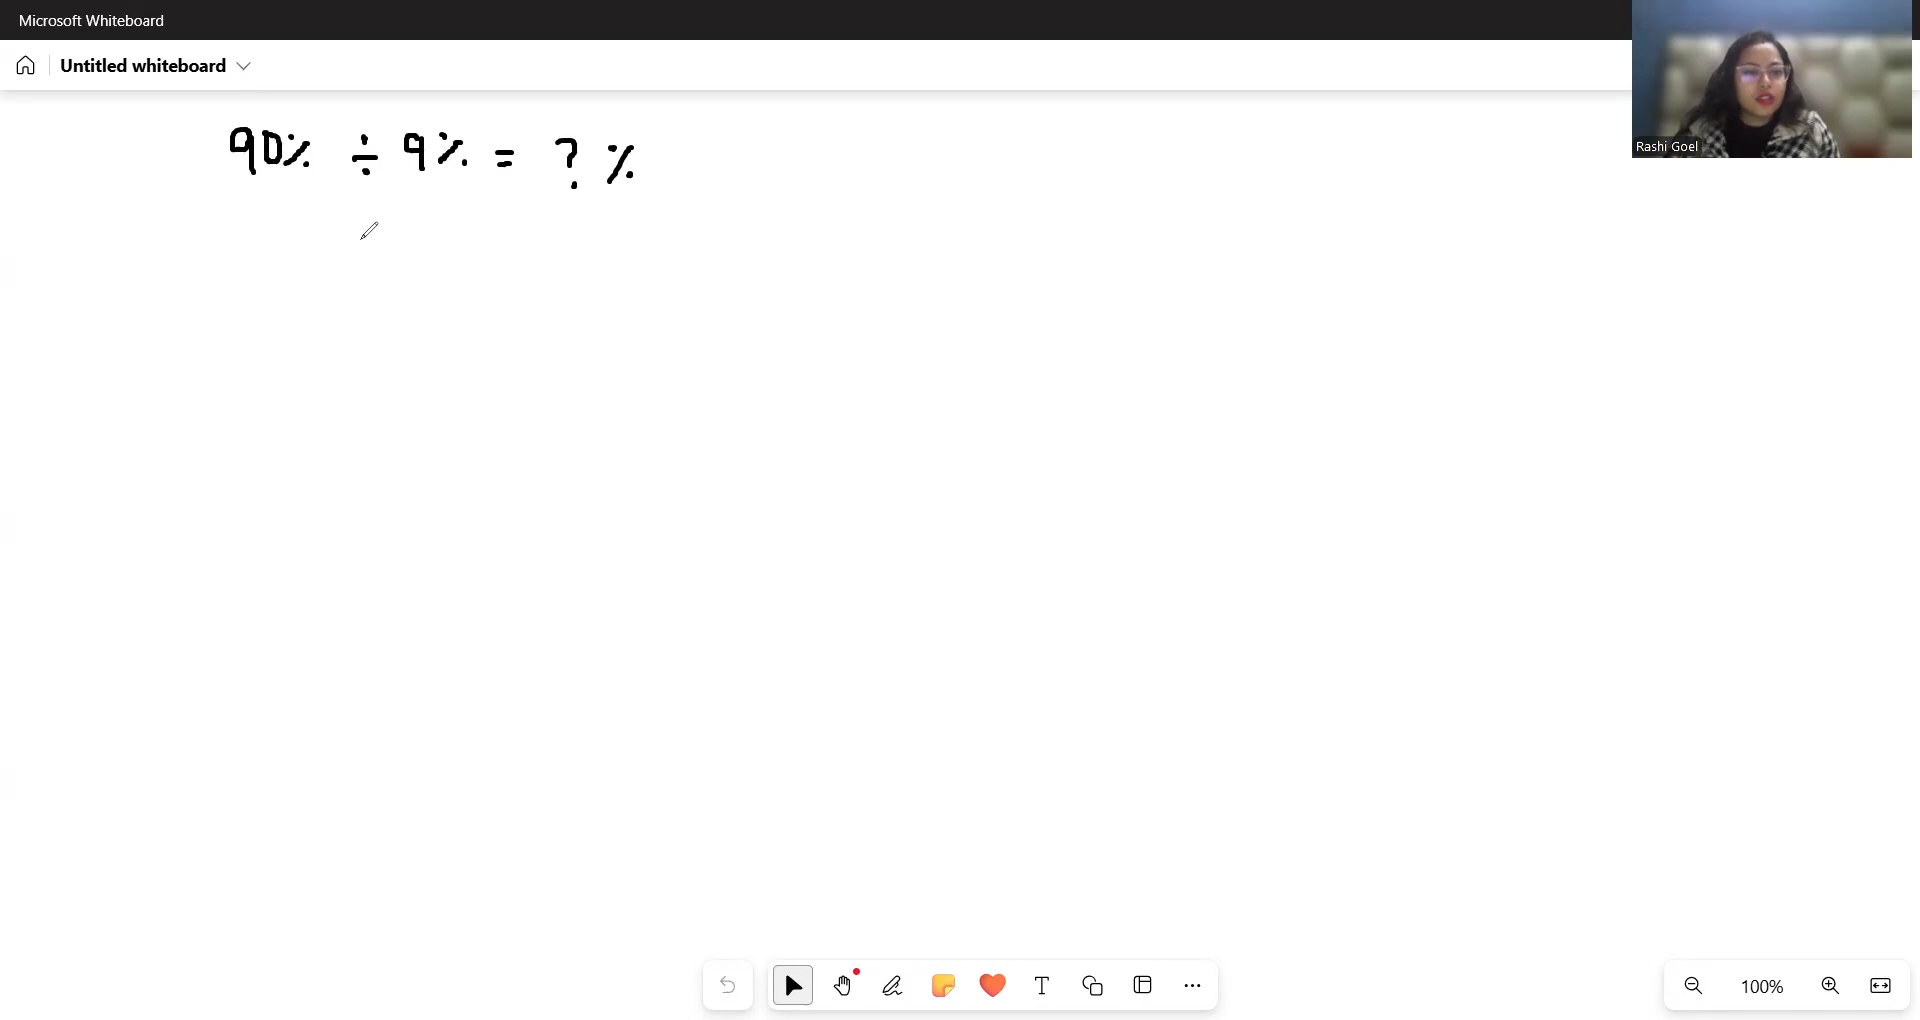 Microsoft Whiteboard
Untitled whiteboard
Rashi Goel
90% ÷ 9% = ? %
T
100%